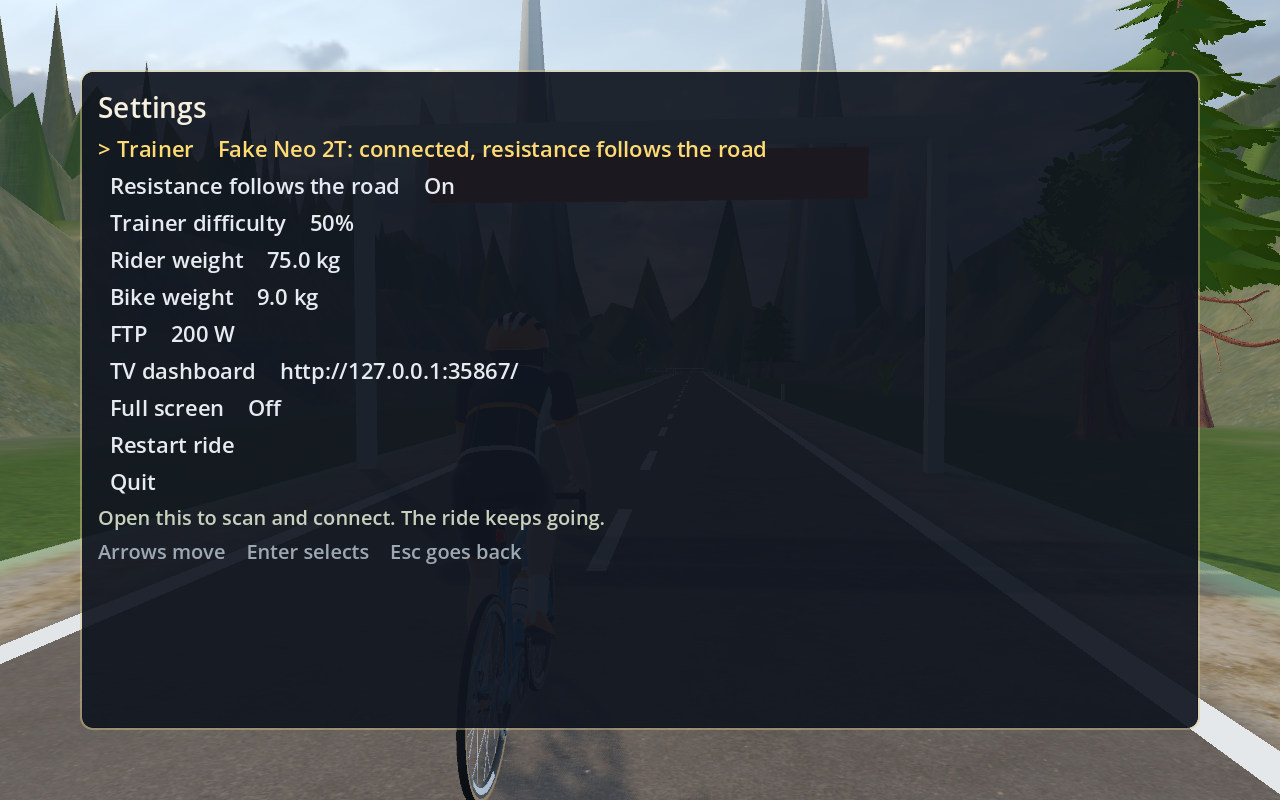 Settings
> Trainer Fake Neo 2T: connected, resistance follows the road
Resistance follows the road On
Trainer difficulty 50%
Rider weight 75.0 kg
Bike weight 9.0 kg
FTP 200 W
TV dashboard http://127.0.0.1:35867/
Full screen Off
Restart ride
Quit
Open this to scan and connect. The ride keeps going.
Arrows move Enter selects Esc goes back